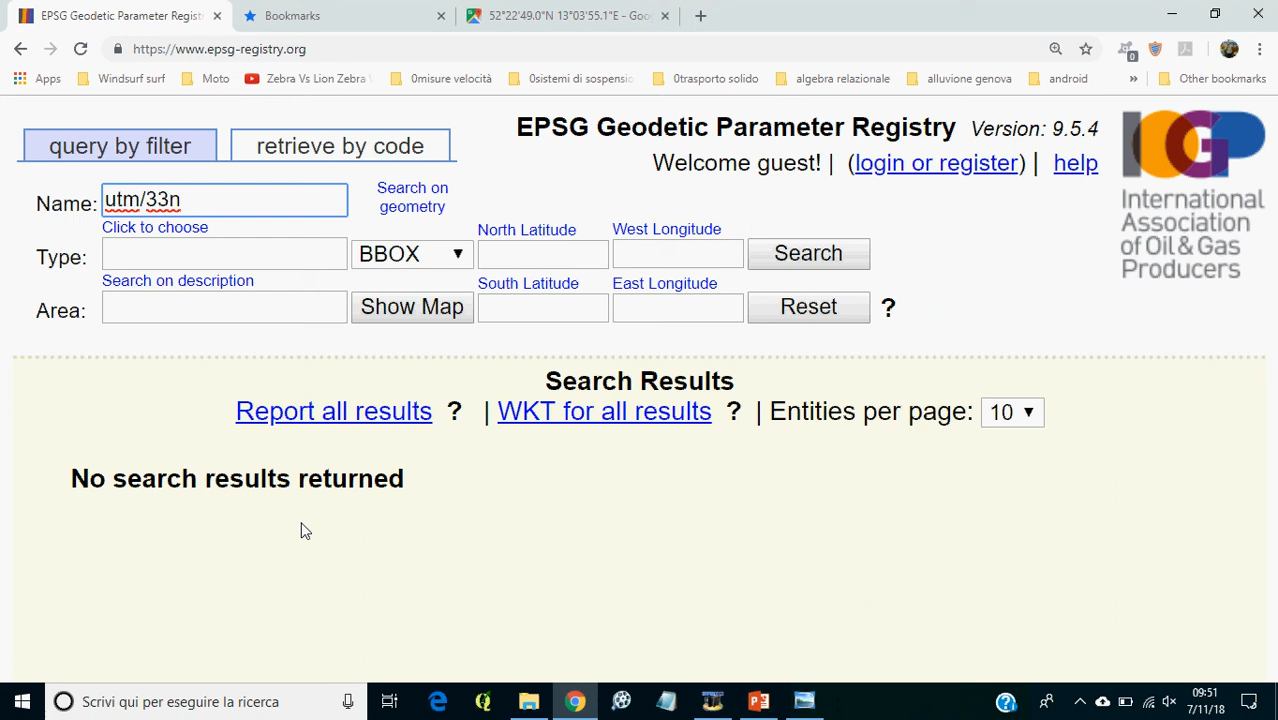 EPSG Geodetic Parameter Registr
Bookmarks
52°22'49.0"N 13°03'55.1"E - Goo
https://www.epsg-registry.org
0
Apps
Windsurf surf
Moto
Zebra Vs Lion Zebra
0misure velocità
0sistemi di sospensio
0trasporto solido
algebra relazionale
alluvione genova
android
»
Other bookmarks
query by filter
retrieve by code
EPSG Geodetic Parameter Registry Version: 9.5.4
Welcome guest! | (login or register) | help
IOGP
International
Association
of Oil & Gas
Producers
Name: utm/33n
Search on
geometry
Click to choose
North Latitude
West Longitude
Type:
BBOX
Search
Search on description
South Latitude
East Longitude
Area:
Show Map
Reset
?
Search Results
Report all results ? | WKT for all results ? | Entities per page: 10
No search results returned
Scrivi qui per eseguire la ricerca
09:51
7/11/18